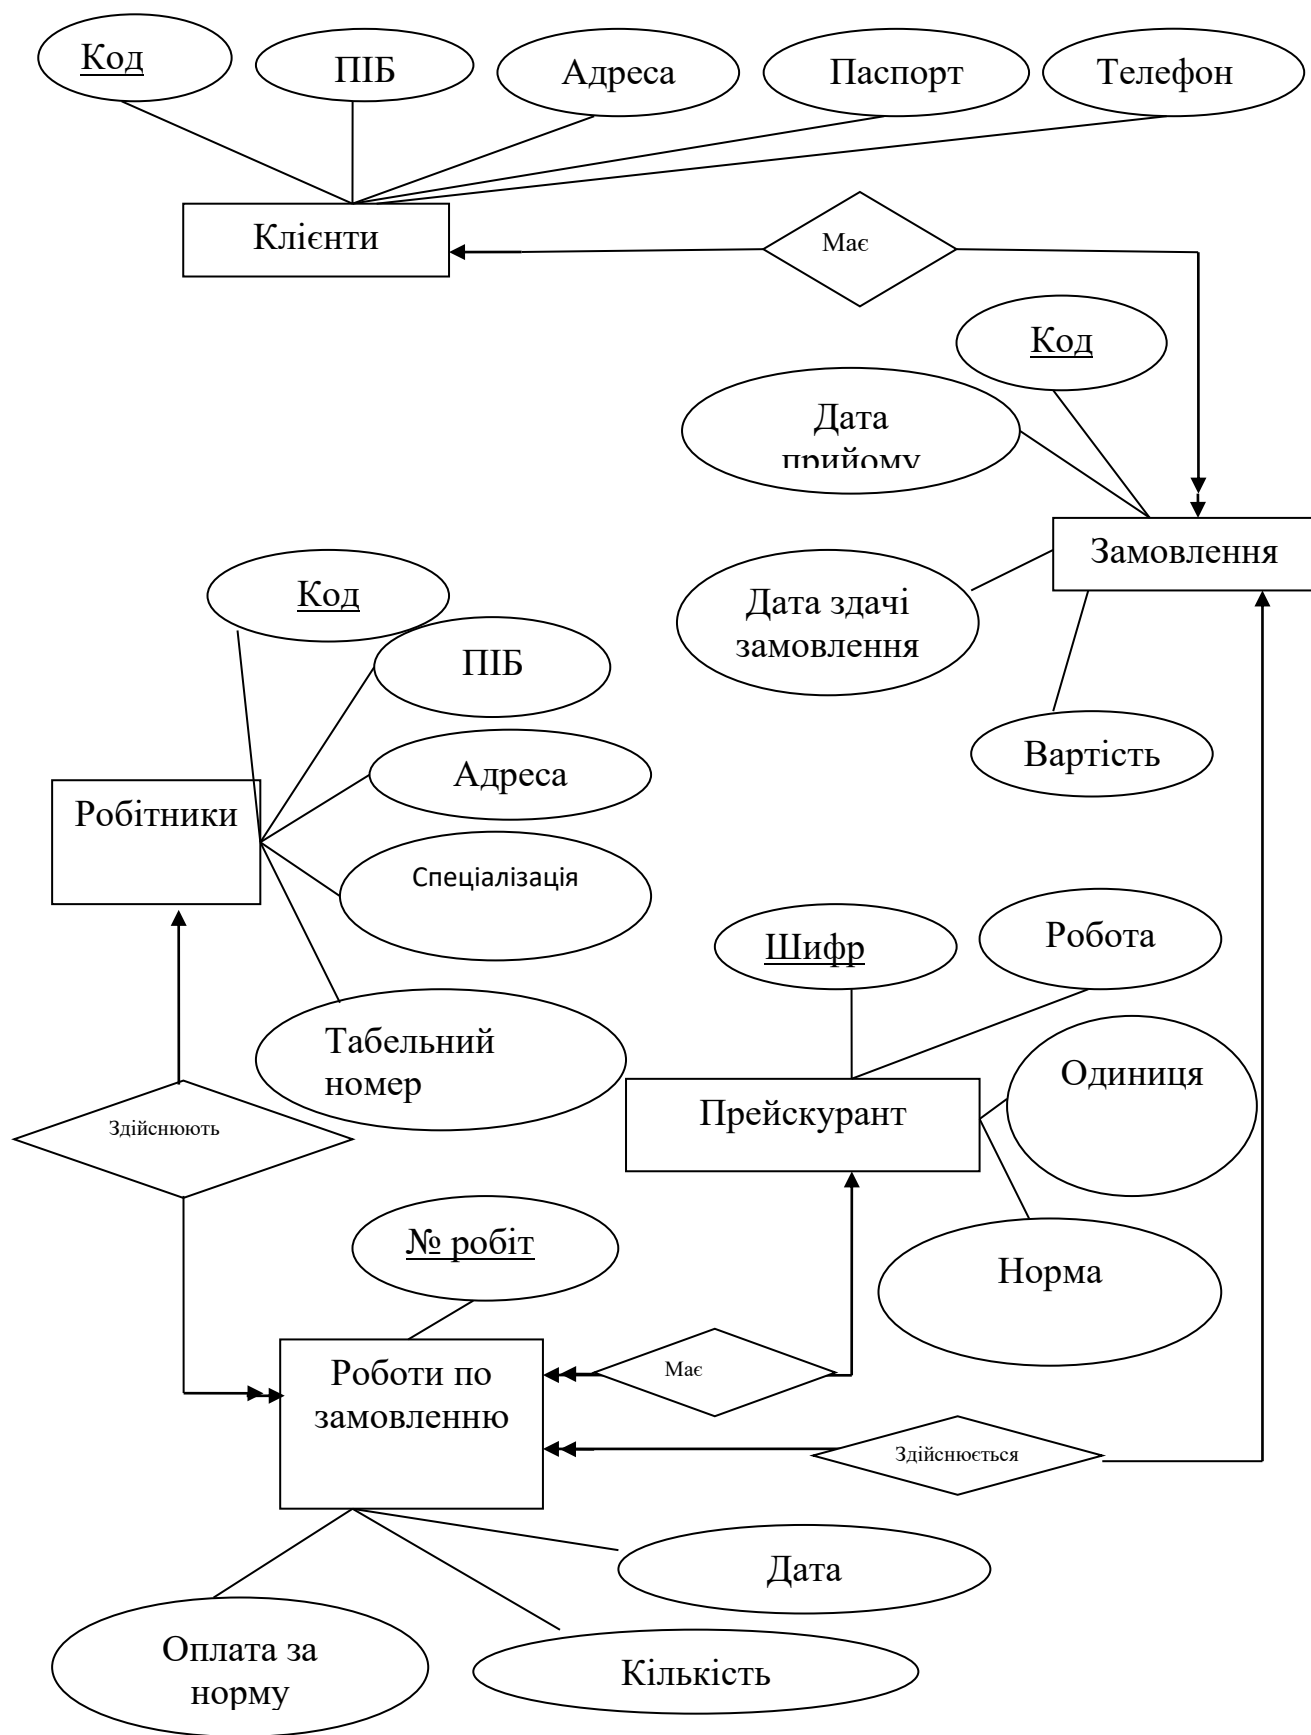 Код
ПІБ
Адреса
Паспорт
Телефон
Клієнти
Має
Код
Дата
прийому
Замовлення
Дата здачі
замовлення
Вартість
Код
ПІБ
Адреса
Робітники
Спеціалізація
Табельний
номер
Шифр
Робота
Одиниця
Прейскурант
Норма
Здійснюють
№ робіт
Роботи по
замовленню
Має
Здійснюється
Дата
Кількість
Оплата за
норму